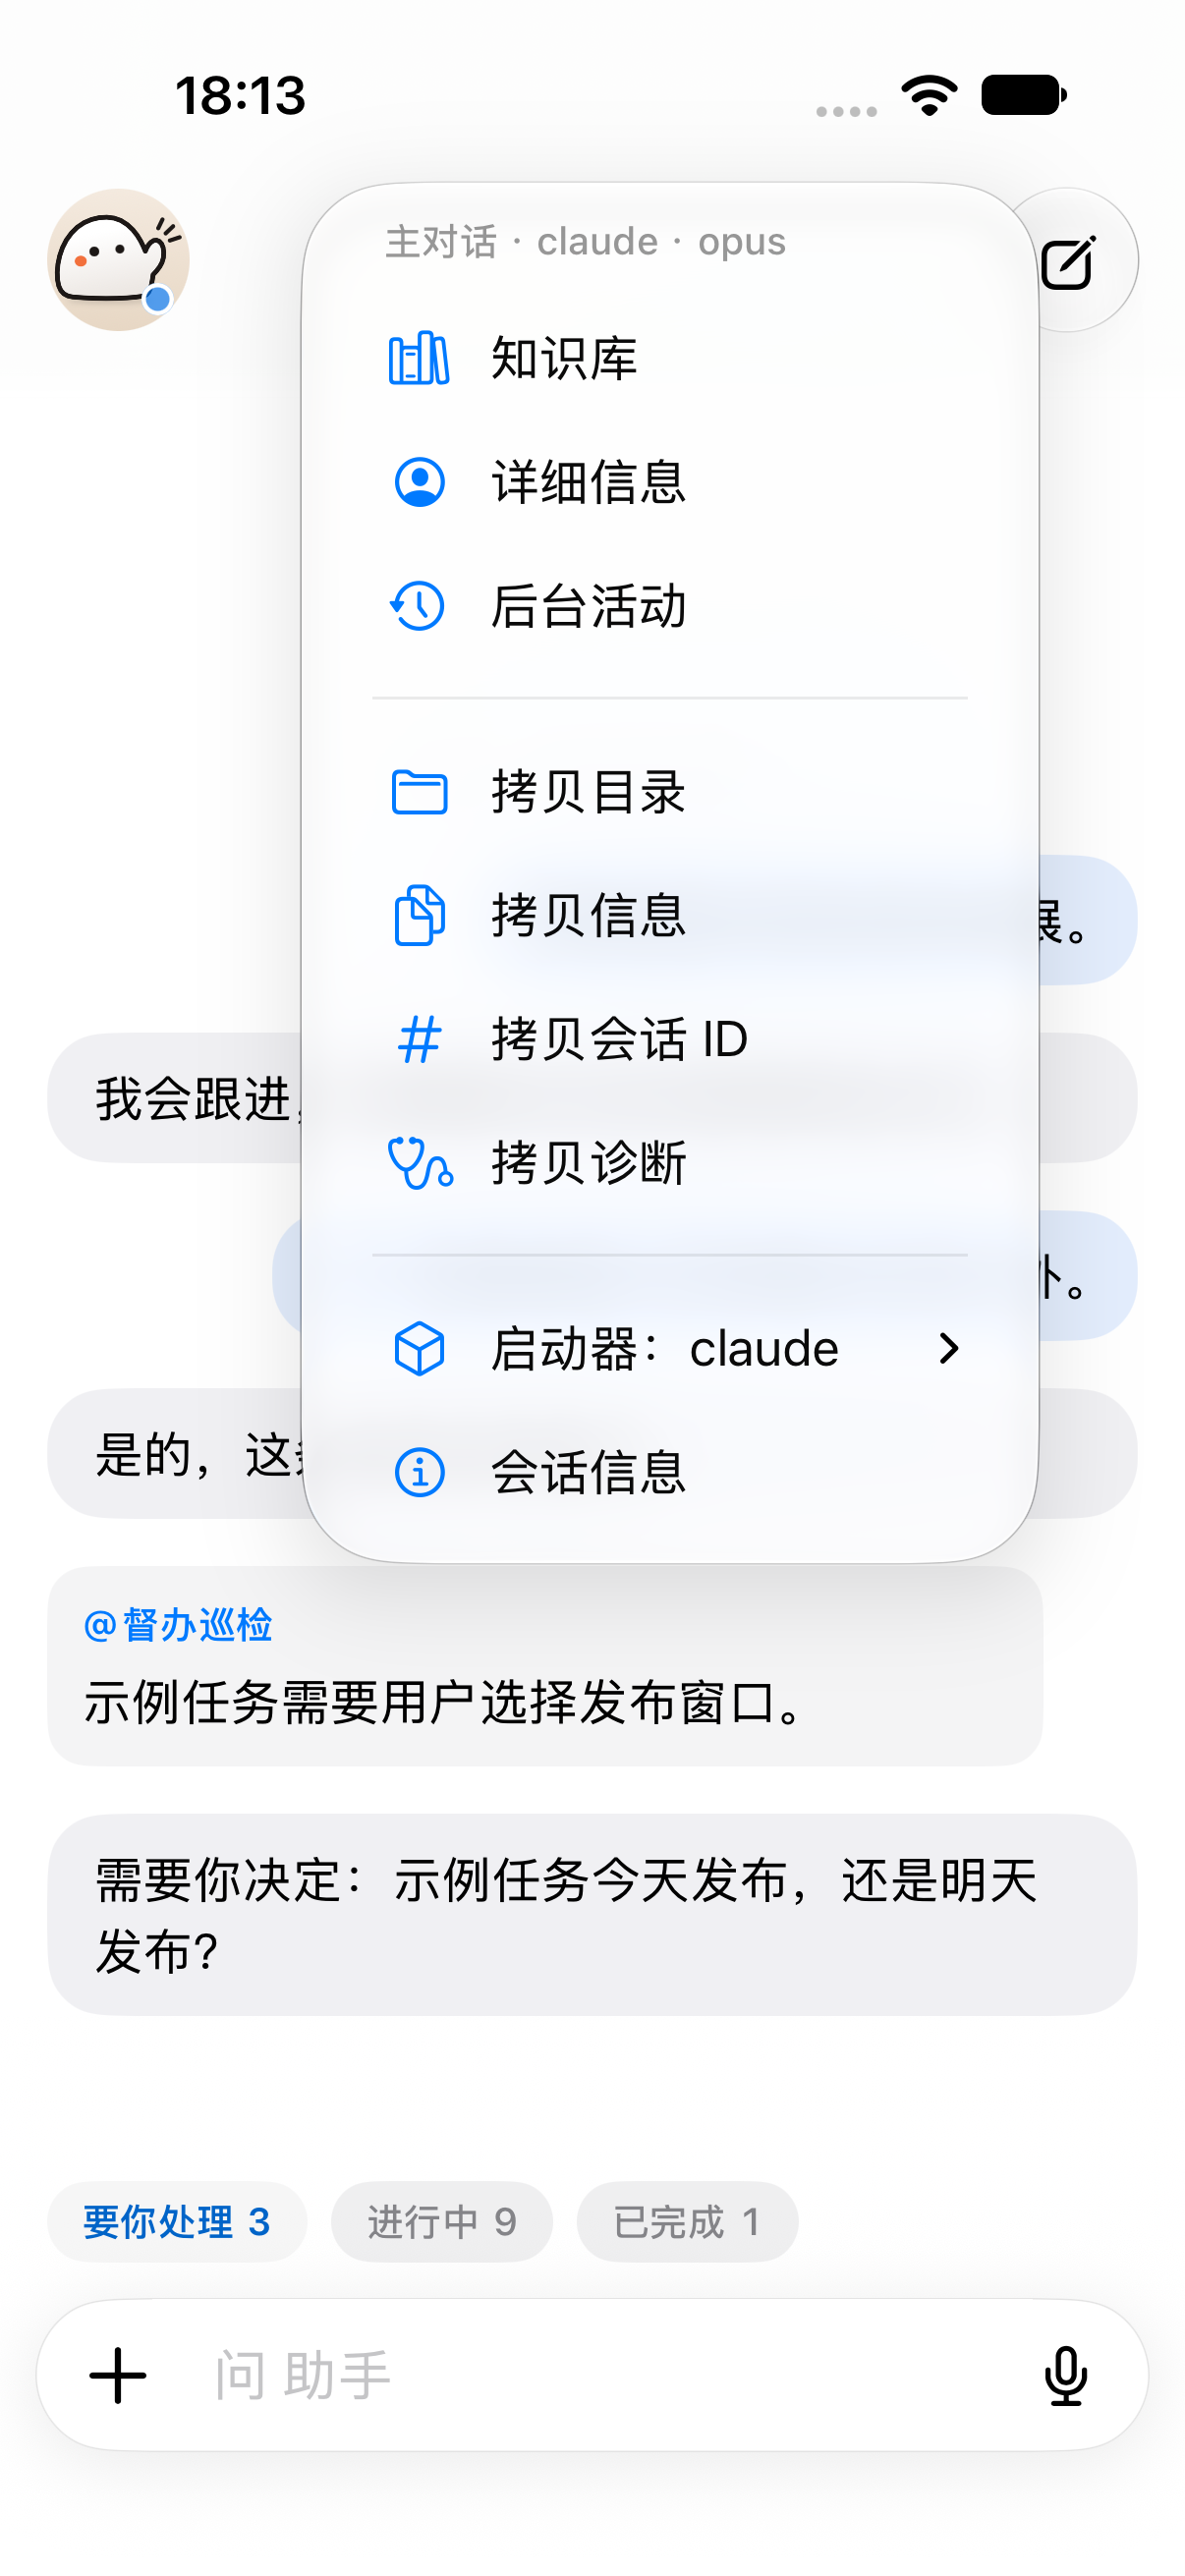 18:13
主对话 · claude · opus
知识库
详细信息
后台活动
拷贝目录
拷贝信息
展。
拷贝会话 ID
我会跟进,
拷贝诊断
外。
启动器：claude
是的，这
会话信息
@督办巡检
示例任务需要用户选择发布窗口。
需要你决定：示例任务今天发布，还是明天
发布?
要你处理 3
进行中 9
已完成 1
问 助手